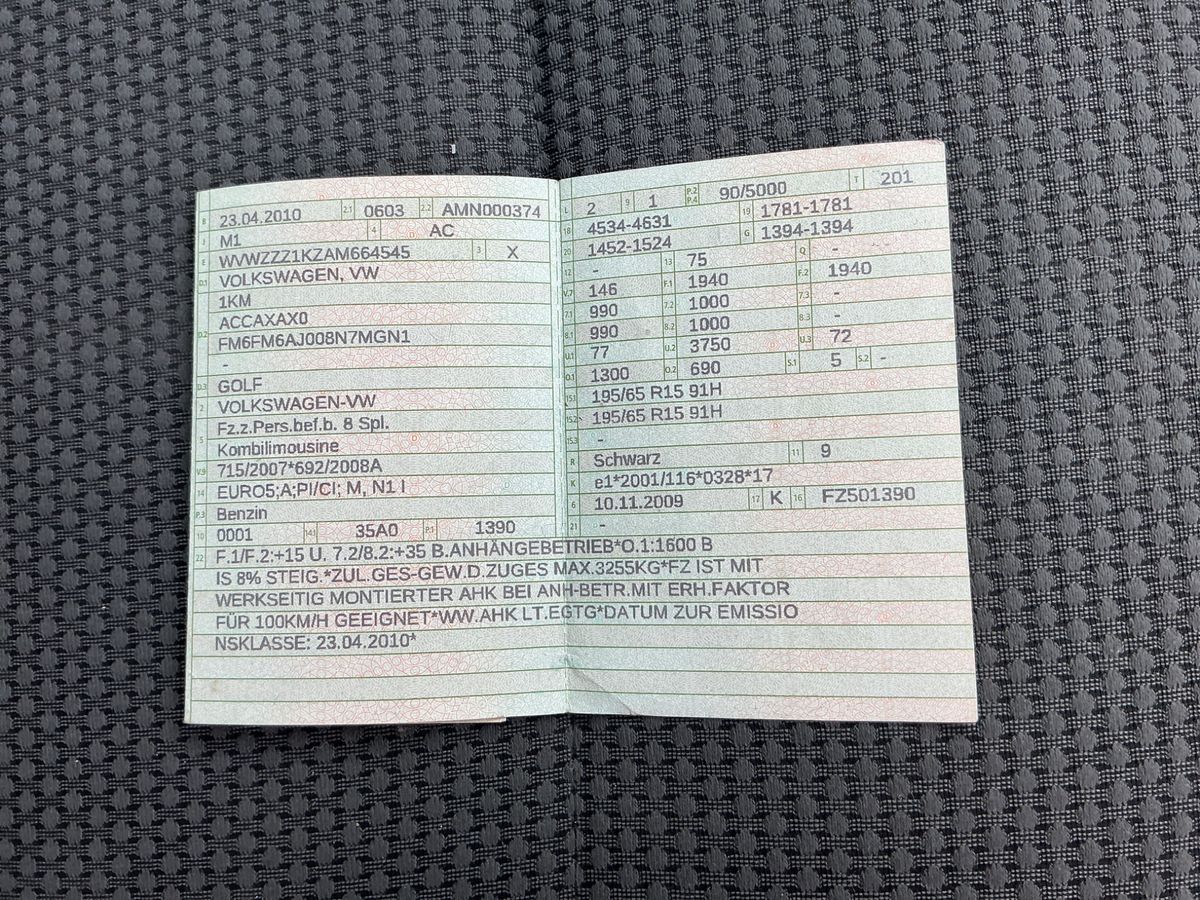 B 23.04.2010 2.1 0603 2.2 AMN000374
J M1 4 AC
E WVWZZZ1KZAM664545 3 X
D.1 VOLKSWAGEN, VW
1KM
D.2 ACCAXAX0
FM6FM6AJ008N7MGN1
-
D.3 GOLF
2 VOLKSWAGEN-VW
Fz.z.Pers.bef.b. 8 Spl.
5 Kombilimousine
V.9 715/2007*692/2008A
14 EURO5;A;PI/CI; M, N1 I
P.3 Benzin
10 0001 14.1 35A0 P.1 1390
L 2 9 1 P.2 P.4 90/5000 T 201
18 4534-4631 19 1781-1781
20 1452-1524 G 1394-1394
12 - 13 75 Q -
V.7 146 F.1 1940 F.2 1940
7.1 990 7.2 1000 7.3 -
8.1 990 8.2 1000 8.3 -
U.1 77 U.2 3750 U.3 72
O.1 1300 O.2 690 S.1 5 S.2 -
15.1 195/65 R15 91H
15.2 195/65 R15 91H
15.3 -
R Schwarz 11 9
K e1*2001/116*0328*17
6 10.11.2009 17 K 16 FZ501390
21 -
22 F.1/F.2:+15 U. 7.2/8.2:+35 B.ANHÄNGEBETRIEB*O.1:1600 B
IS 8% STEIG.*ZUL.GES-GEW.D.ZUGES MAX.3255KG*FZ IST MIT
WERKSEITIG MONTIERTER AHK BEI ANH-BETR.MIT ERH.FAKTOR
FÜR 100KM/H GEEIGNET*WW.AHK LT.EGTG*DATUM ZUR EMISSIO
NSKLASSE: 23.04.2010*